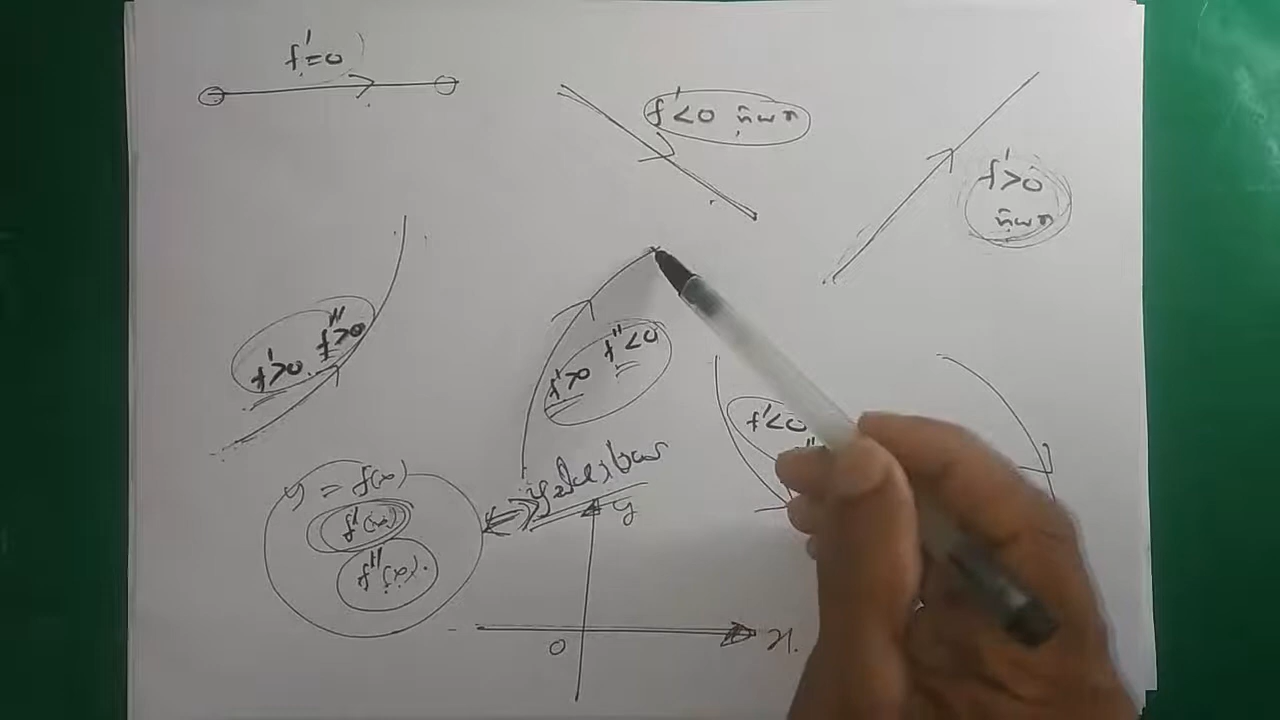 f'=0
f'<0
f'>0
f'>0. f''>0
f'>0 f''<0
f'<0
y = f(x)
f'(x)
f''(x).
y
0
x.